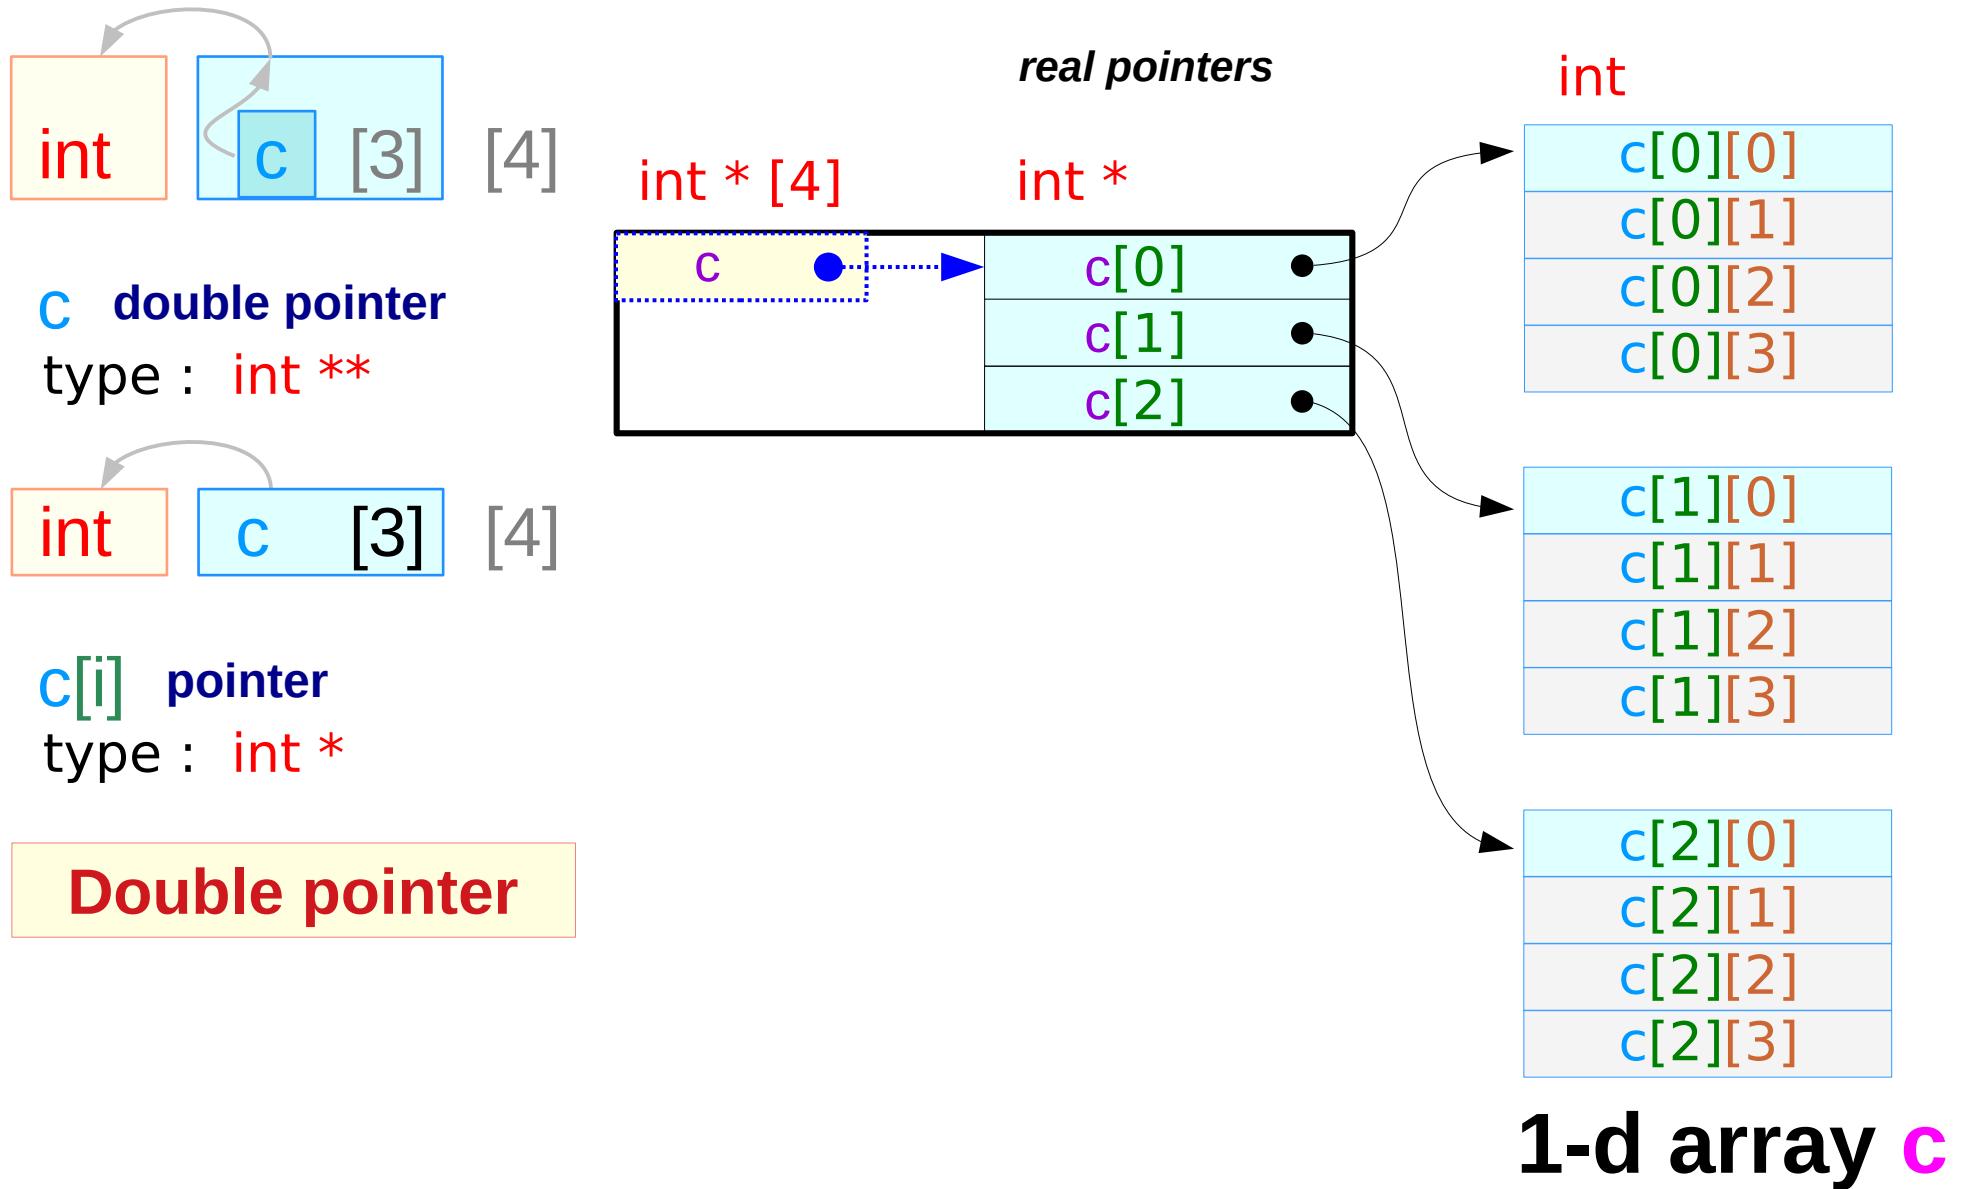 int c [3] [4]
c double pointer
type : int **
int c [3] [4]
c[i] pointer
type : int *
Double pointer
real pointers
int * [4] int *
c c[0]
c[1]
c[2]
int
c[0][0]
c[0][1]
c[0][2]
c[0][3]
c[1][0]
c[1][1]
c[1][2]
c[1][3]
c[2][0]
c[2][1]
c[2][2]
c[2][3]
1-d array c